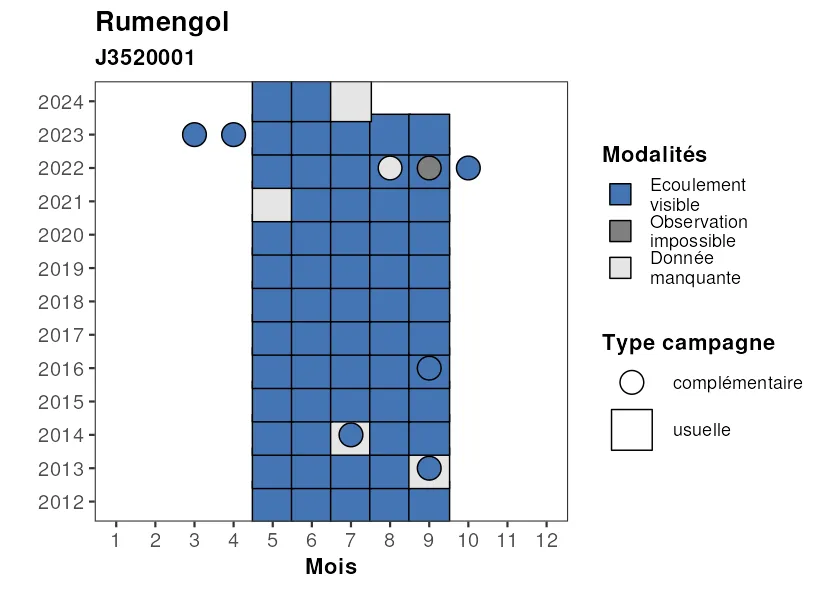 Rumengol
J3520001
2024
2023
2022
2021
2020
2019
2018
2017
2016
2015
2014
2013
2012
1 2 3 4 5 6 7 8 9 10 11 12
Mois
Modalités
Ecoulement
visible
Observation
impossible
Donnée
manquante
Type campagne
complémentaire
usuelle